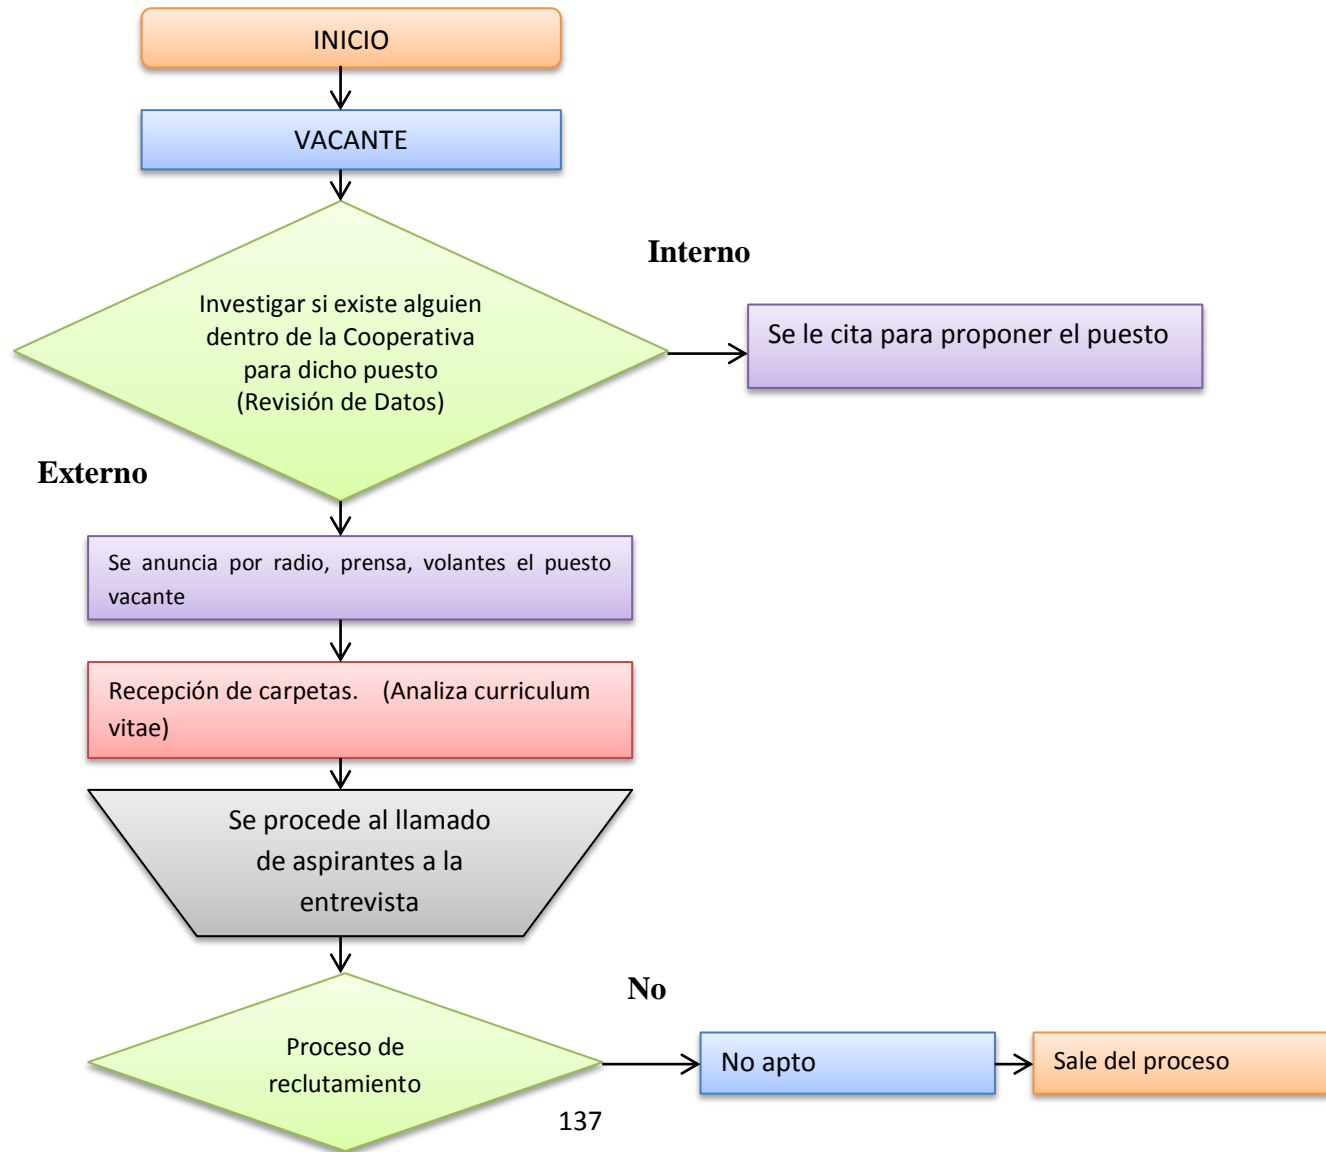 INICIO
VACANTE
Interno
Investigar si existe alguien
dentro de la Cooperativa
para dicho puesto
(Revisión de Datos)
Se le cita para proponer el puesto
Externo
Se anuncia por radio, prensa, volantes el puesto
vacante
Recepción de carpetas. (Analiza curriculum
vitae)
Se procede al llamado
de aspirantes a la
entrevista
No
Proceso de
reclutamiento
No apto
Sale del proceso
137